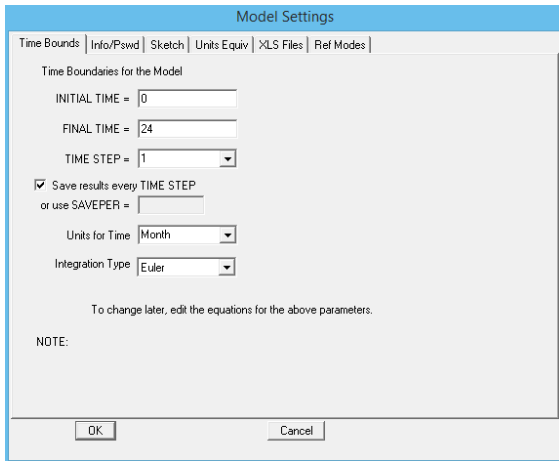 Model Settings
Time Bounds Info/Pswd Sketch Units Equiv XLS Files Ref Modes
Time Boundaries for the Model
INITIAL TIME = 0
FINAL TIME = 24
TIME STEP = 1
Save results every TIME STEP
or use SAVEPER =
Units for Time Month
Integration Type Euler
To change later, edit the equations for the above parameters.
NOTE:
OK Cancel